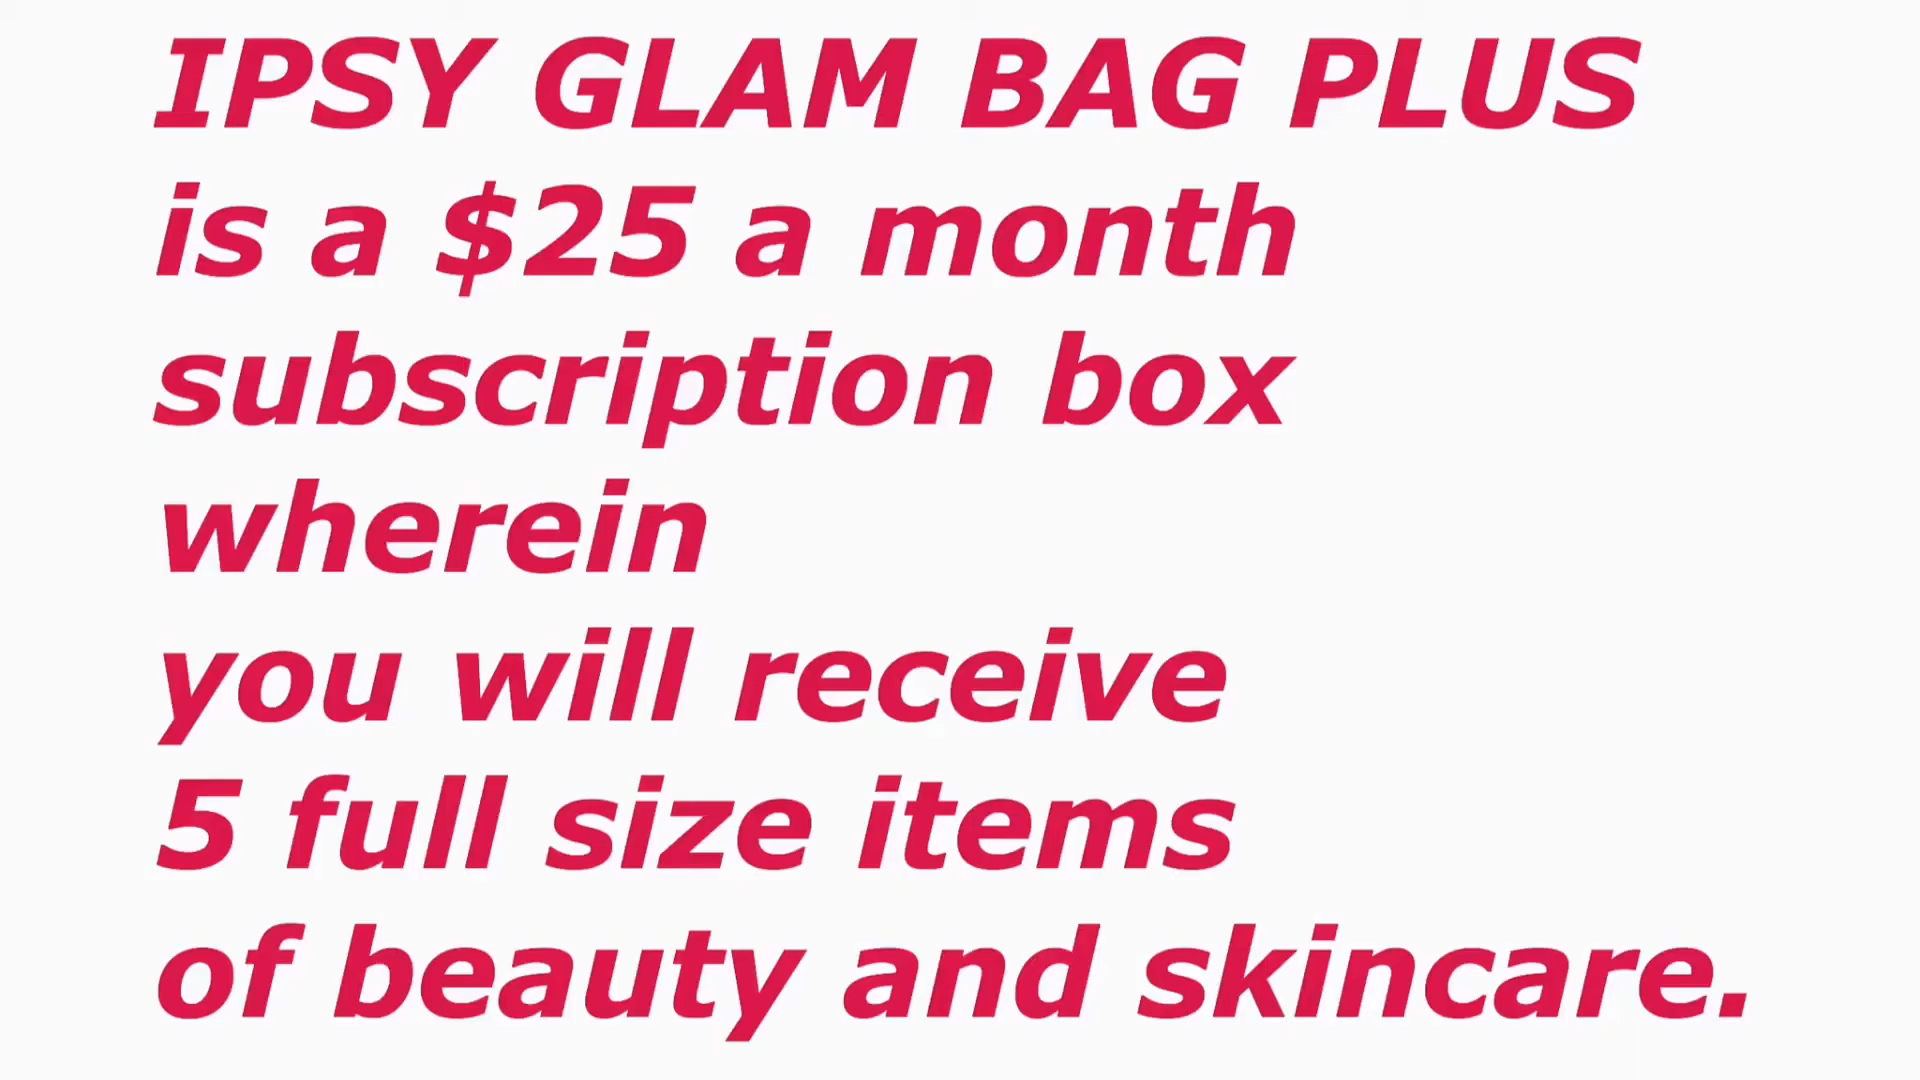 IPSY GLAM BAG PLUS
is a $25 a month
subscription box
wherein
you will receive
5 full size items
of beauty and skincare.